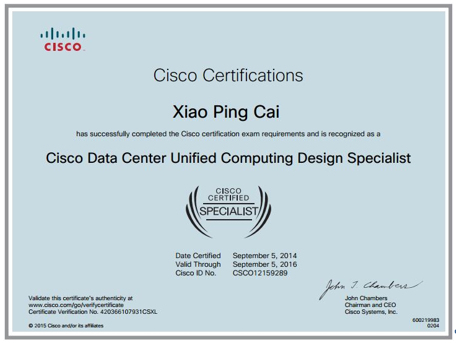 CISCO
Cisco Certifications
Xiao Ping Cai
has successfully completed the Cisco certification exam requirements and is recognized as a
Cisco Data Center Unified Computing Design Specialist
CISCO
CERTIFIED
SPECIALIST
Date Certified September 5, 2014
Valid Through September 5, 2016
Cisco ID No. CSCO12159289
John T. Chambers
Validate this certificate's authenticity at
www.cisco.com/go/verifycertificate
Certificate Verification No. 420366107931CSXL
John Chambers
Chairman and CEO
Cisco Systems, Inc.
© 2015 Cisco and/or its affiliates
600219983
0204